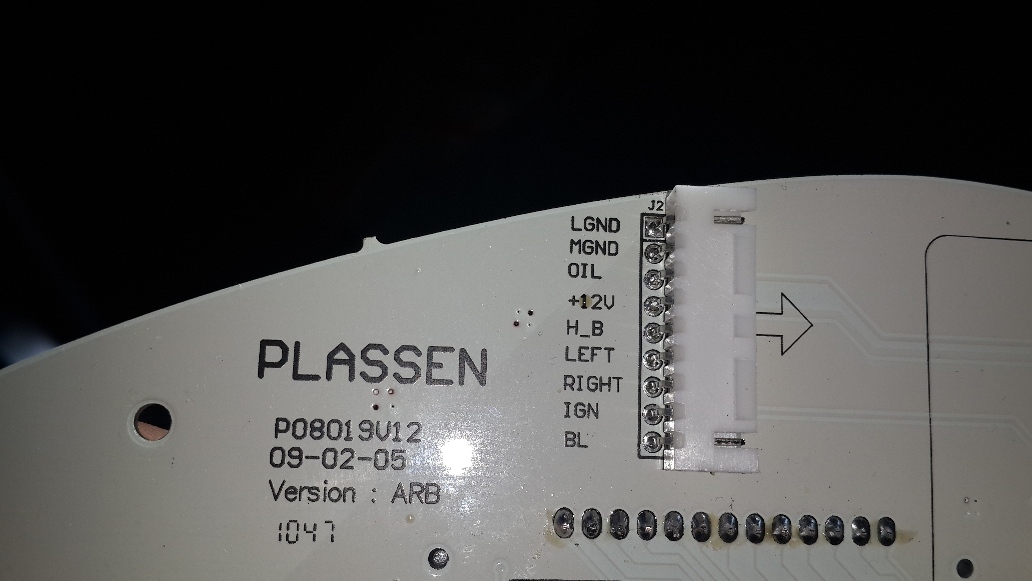 J2
LGND
MGND
OIL
+12V
H_B
LEFT
RIGHT
IGN
BL
PLASSEN
P08019V12
09-02-05
Version : ARB
1047